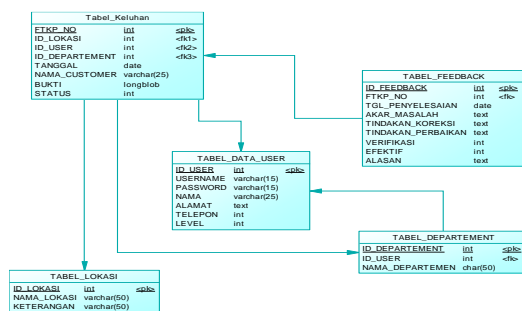 Tabel_Keluhan
FTKP_NO int <pk>
ID_LOKASI int <fk1>
ID_USER int <fk2>
ID_DEPARTEMENT int <fk3>
TANGGAL date
NAMA_CUSTOMER varchar(25)
BUKTI longblob
STATUS int
TABEL_FEEDBACK
ID_FEEDBACK int <pk>
FTKP_NO int <fk>
TGL_PENYELESAIAN date
AKAR_MASALAH text
TINDAKAN_KOREKSI text
TINDAKAN_PERBAIKAN text
VERIFIKASI int
EFEKTIF int
ALASAN text
TABEL_DATA_USER
ID_USER int <pk>
USERNAME varchar(15)
PASSWORD varchar(15)
NAMA varchar(25)
ALAMAT text
TELEPON int
LEVEL int
TABEL_DEPARTEMENT
ID_DEPARTEMENT int <pk>
ID_USER int <fk>
NAMA_DEPARTEMEN char(50)
TABEL_LOKASI
ID_LOKASI int <pk>
NAMA_LOKASI varchar(50)
KETERANGAN varchar(50)